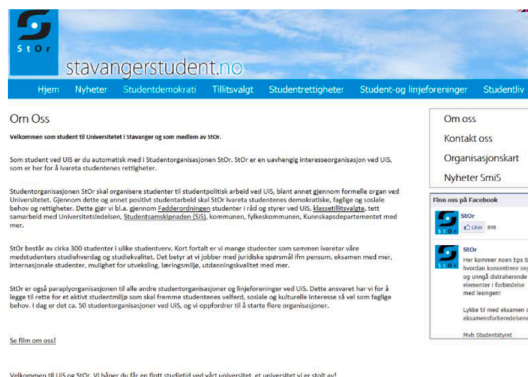 StOr
stavangerstudent.no
Hjem Nyheter Studentdemokrati Tillitsvalgt Studentrettigheter Student-og linjeforeninger Studentliv
Om Oss
Velkommen som student til Universitetet i Stavanger og som medlem av StOr.
Som student ved UiS er du automatisk med i Studentorganisasjonen StOr. StOr er en uavhengig interesseorganisasjon ved UiS,
som er her for å ivareta studentenes rettigheter.
Studentorganisasjonen StOr skal organisere studenter til studentpolitisk arbeid ved UiS, blant annet gjennom formelle organ ved
Universitetet. Gjennom dette og annet positivt studentarbeid skal StOr ivareta studentenes demokratiske, faglige og sosiale
behov og rettigheter. Dette gjør vi bl.a. gjennom Fadderordningen studenter i råd og styrer ved UiS, klassetillitsvalgte, tett
samarbeid med Universitetsledelsen, Studentsamskipnaden (SiS), kommunen, fylkeskommunen, Kunnskapsdepartementet med
mer.
StOr består av cirka 300 studenter i ulike studentverv. Kort fortalt er vi mange studenter som sammen ivaretar våre
medstudenters studiehverdag og studiekvalitet. Det betyr at vi jobber med juridiske spørsmål ifm pensum, eksamen med mer,
internasjonale studenter, mulighet for utveksling, læringsmiljø, utdanningskvalitet med mer.
StOr er også paraplyorganisasjonen til alle andre studentorganisasjoner og linjeforeninger ved UiS. Dette ansvaret har vi for å
legge til rette for et aktivt studentmiljø som skal fremme studentenes velferd, sosiale og kulturelle interesse så vel som faglige
behov. I dag er det ca. 50 studentorganisasjoner ved UiS, og vi oppfordrer til å starte flere organisasjoner.
Se film om oss!
Velkommen til UiS og StOr. Vi håper du får en flott studietid ved vårt universitet, et universitet vi er stolt av!
Om oss
Kontakt oss
Organisasjonskart
Nyheter SmiS
Finn oss på Facebook
StOr
Liker
StOr
Her kommer noen tips ti
hvordan konsentrere seg
og unngå distraherende
elementer i forbindelse
med lesingen!
Lykke til med eksamen o
eksamensforberedelsene
Mvh Studentstyret